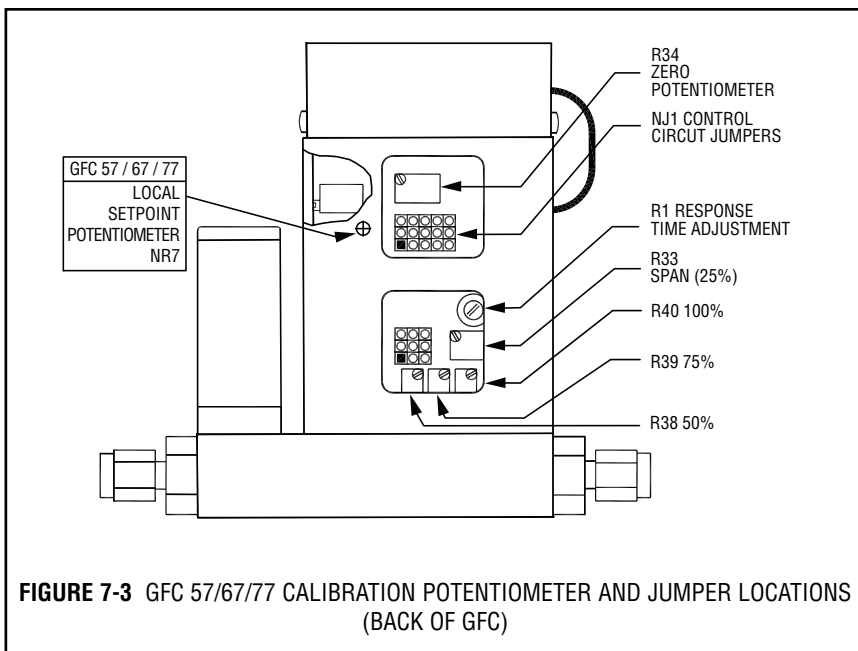 R34
ZERO
POTENTIOMETER
NJ1 CONTROL
CIRCUT JUMPERS
GFC 57 / 67 / 77
LOCAL
SETPOINT
POTENTIOMETER
NR7
R1 RESPONSE
TIME ADJUSTMENT
R33
SPAN (25%)
R40 100%
R39 75%
R38 50%
FIGURE 7-3 GFC 57/67/77 CALIBRATION POTENTIOMETER AND JUMPER LOCATIONS
(BACK OF GFC)